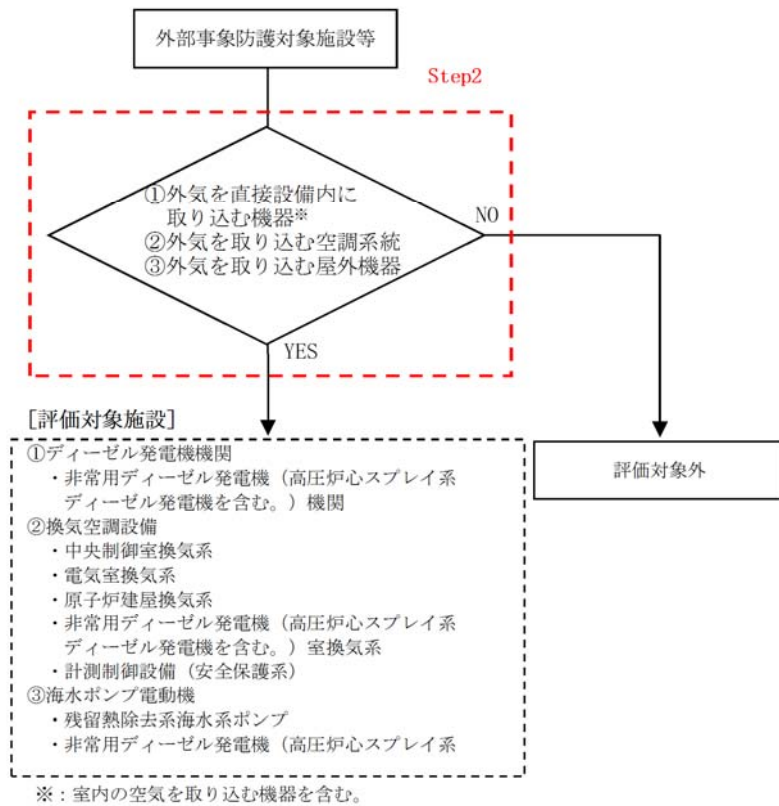 外部事象防護対象施設等
Step2
①外気を直接設備内に
取り込む機器※
②外気を取り込む空調系統
③外気を取り込む屋外機器
NO
YES
[評価対象施設]
①ディーゼル発電機機関
・非常用ディーゼル発電機（高圧炉心スプレイ系
ディーゼル発電機を含む。）機関
②換気空調設備
・中央制御室換気系
・電気室換気系
・原子炉建屋換気系
・非常用ディーゼル発電機（高圧炉心スプレイ系
ディーゼル発電機を含む。）室換気系
・計測制御設備（安全保護系）
③海水ポンプ電動機
・残留熱除去系海水系ポンプ
・非常用ディーゼル発電機（高圧炉心スプレイ系
評価対象外
※：室内の空気を取り込む機器を含む。